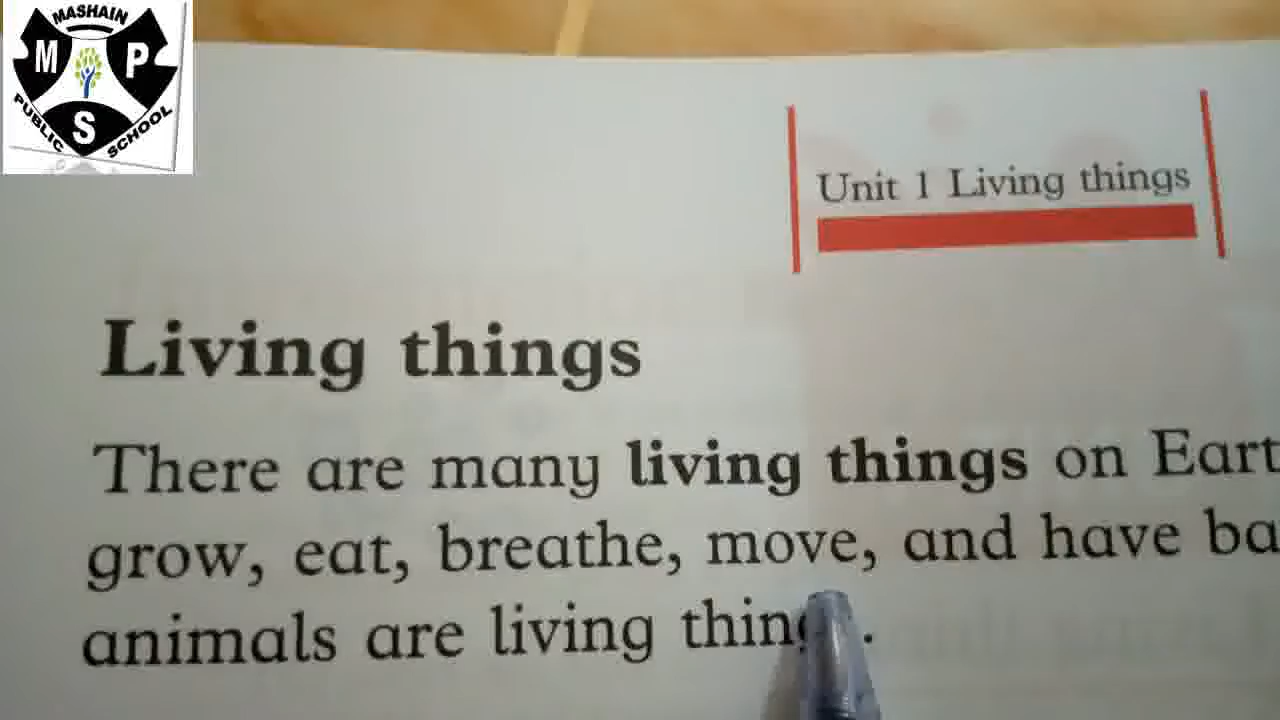 MASHAIN
M P
S
PUBLIC SCHOOL
Unit 1 Living things
Living things
There are many living things on
grow, eat, breathe, move, and have
animals are living